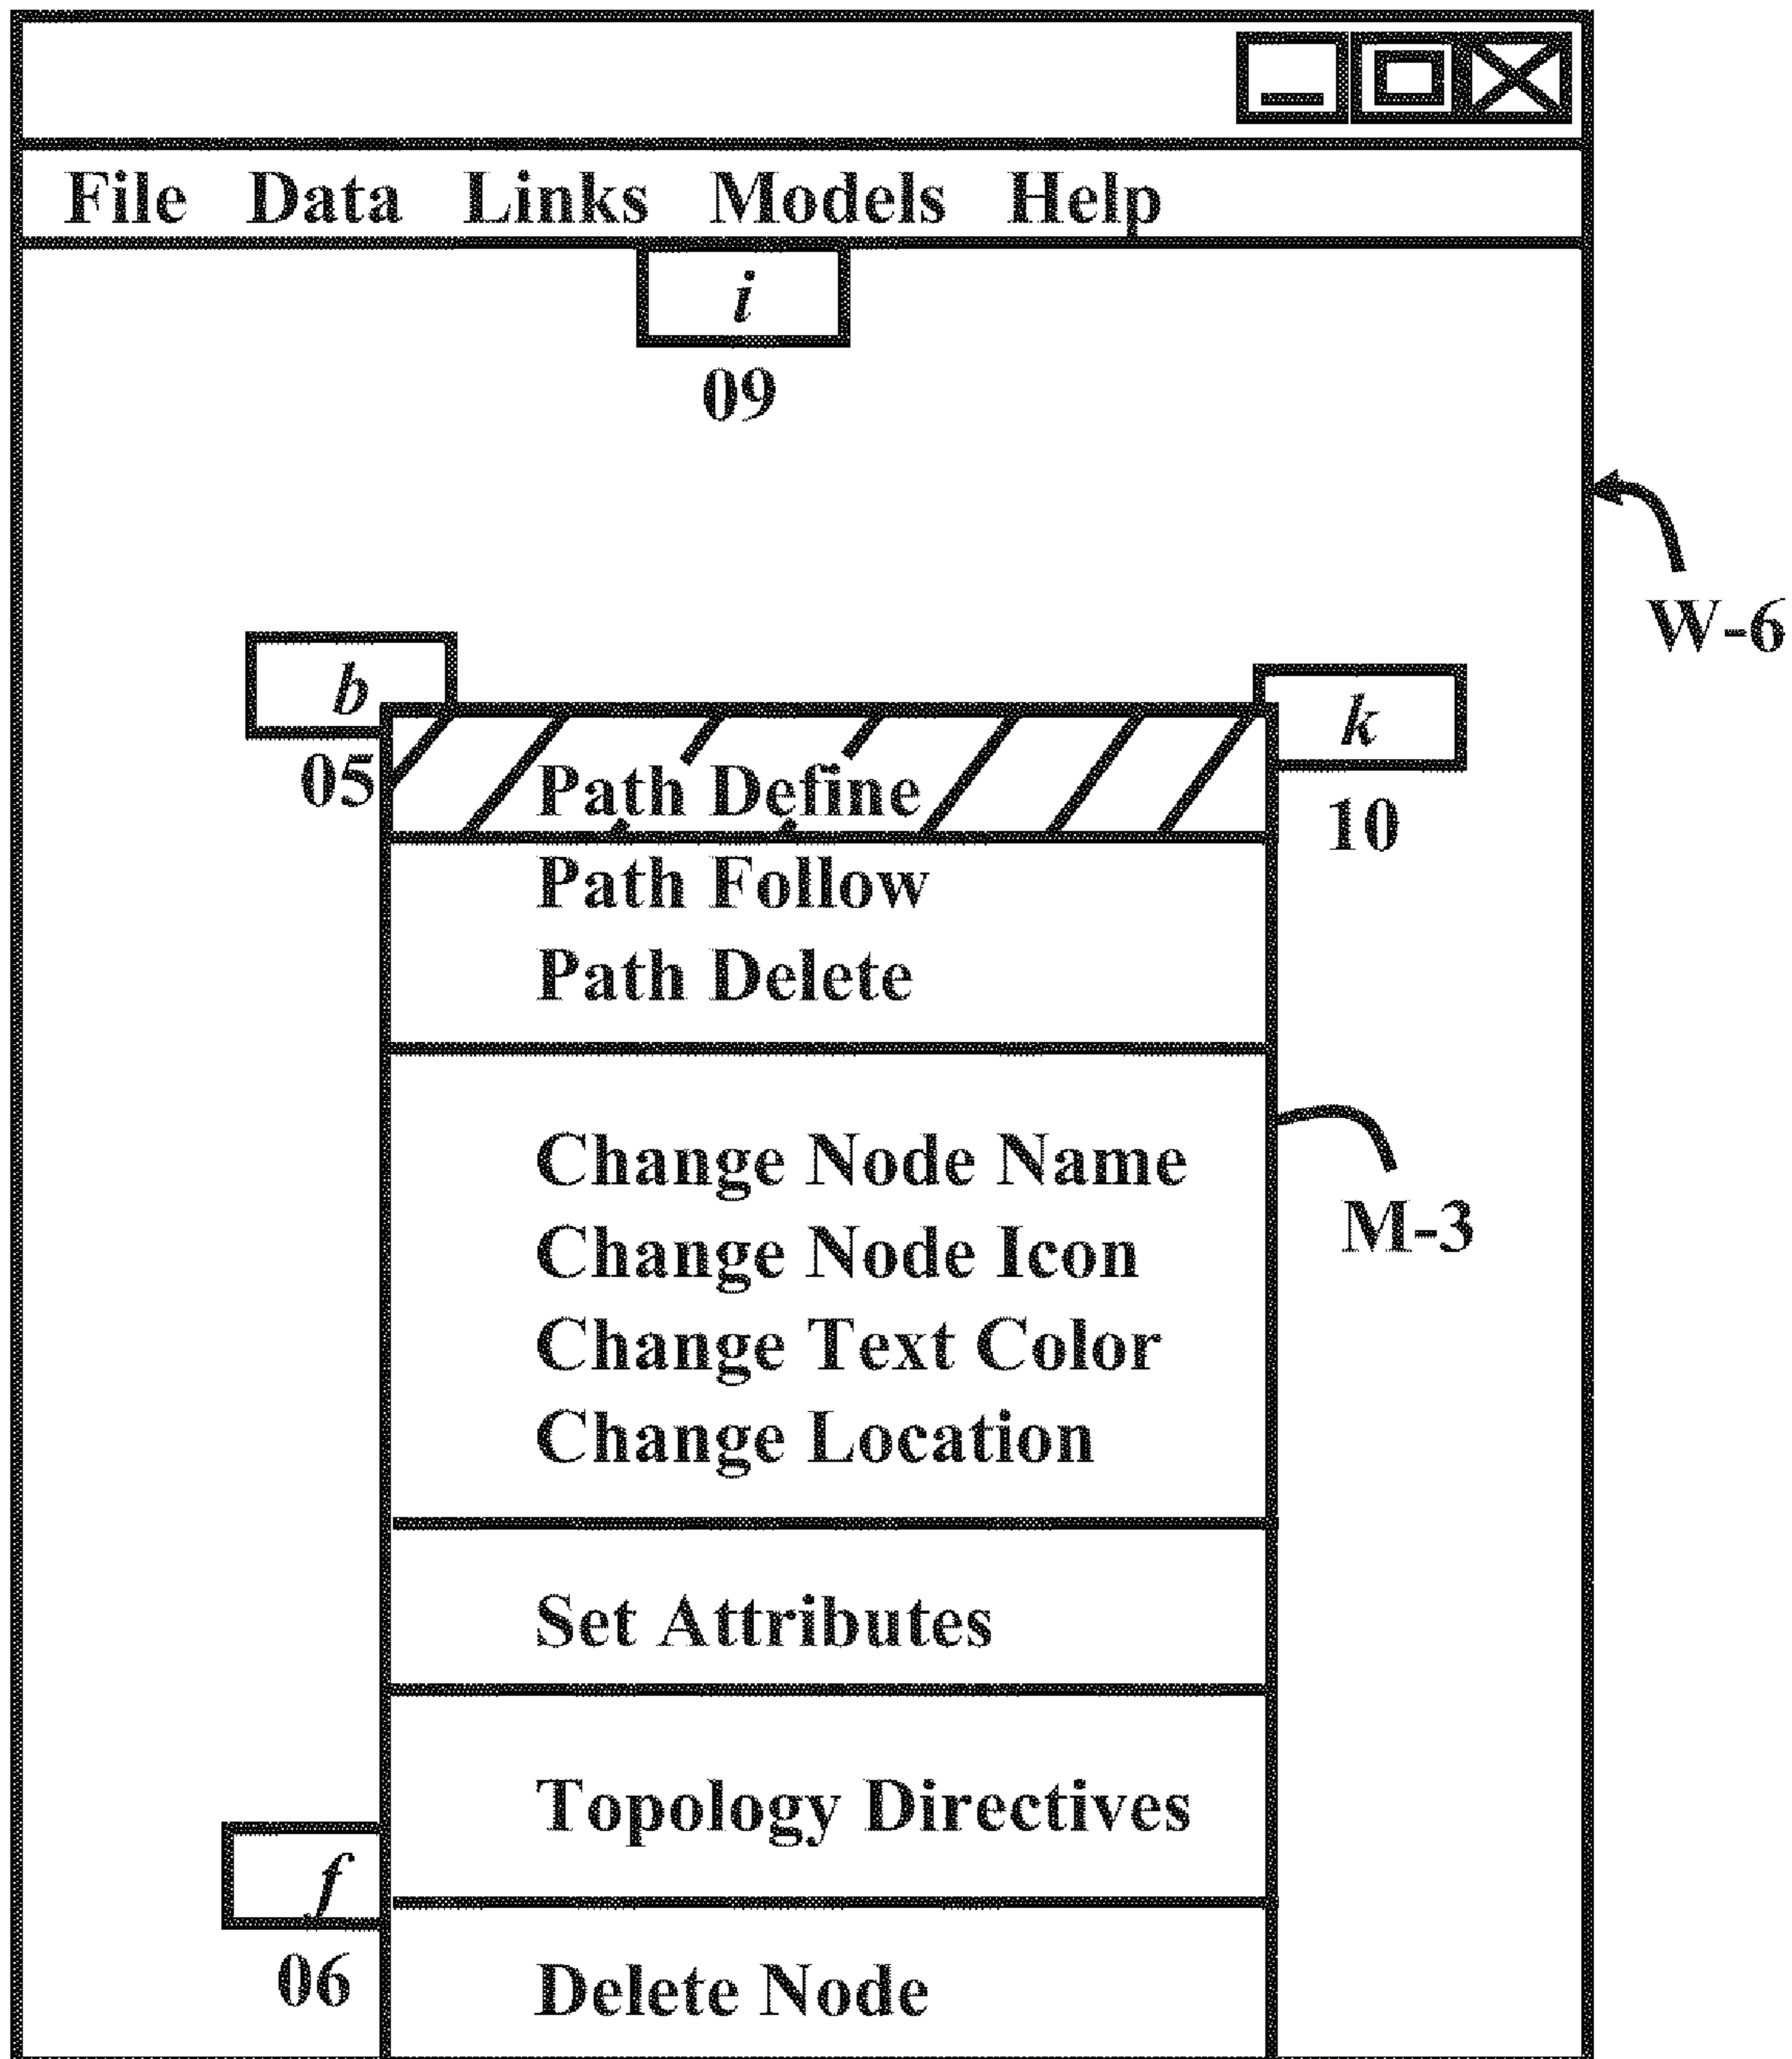 File Data Links Models Help
i
09
W-6
b
k
05
10
Path Define
Path Follow
Path Delete
Change Node Name
M-3
Change Node Icon
Change Text Color
Change Location
Set Attributes
Topology Directives
f
06
Delete Node